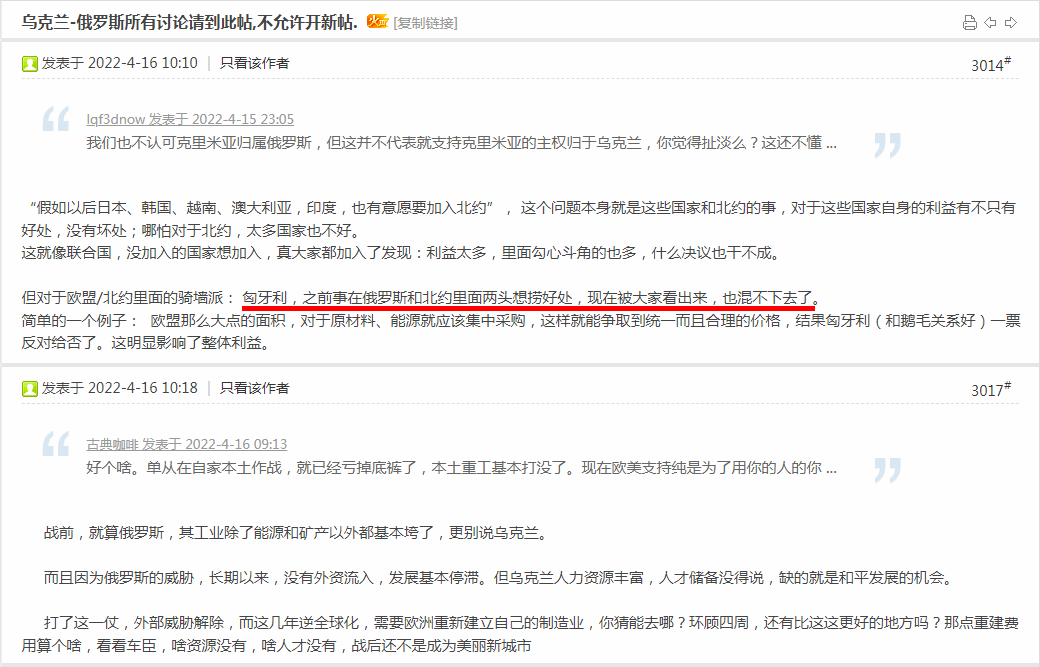 乌克兰-俄罗斯所有讨论请到此帖,不允许开新帖. 火 [复制链接]
发表于 2022-4-16 10:10 | 只看该作者 3014#
lqf3dnow 发表于 2022-4-15 23:05
我们也不认可克里米亚归属俄罗斯，但这并不代表就支持克里米亚的主权归于乌克兰，你觉得扯淡么？这还不懂 ...
“假如以后日本、韩国、越南、澳大利亚，印度，也有意愿要加入北约”， 这个问题本身就是这些国家和北约的事，对于这些国家自身的利益有不只有
好处，没有坏处；哪怕对于北约，太多国家也不好。
这就像联合国，没加入的国家想加入，真大家都加入了发现：利益太多，里面勾心斗角的也多，什么决议也干不成。
但对于欧盟/北约里面的骑墙派： 匈牙利，之前事在俄罗斯和北约里面两头想捞好处，现在被大家看出来，也混不下去了。
简单的一个例子： 欧盟那么大点的面积，对于原材料、能源就应该集中采购，这样就能争取到统一而且合理的价格，结果匈牙利（和鹅毛关系好）一票
反对给否了。这明显影响了整体利益。
发表于 2022-4-16 10:18 | 只看该作者 3017#
古典咖啡 发表于 2022-4-16 09:13
好个啥。单从在自家本土作战，就已经亏掉底裤了，本土重工基本打没了。现在欧美支持纯是为了用你的人的你 ...
战前，就算俄罗斯，其工业除了能源和矿产以外都基本垮了，更别说乌克兰。
而且因为俄罗斯的威胁，长期以来，没有外资流入，发展基本停滞。但乌克兰人力资源丰富，人才储备没得说，缺的就是和平发展的机会。
打了这一仗，外部威胁解除，而这几年逆全球化，需要欧洲重新建立自己的制造业，你猜能去哪？环顾四周，还有比这这更好的地方吗？那点重建费
用算个啥，看看车臣，啥资源没有，啥人才没有，战后还不是成为美丽新城市